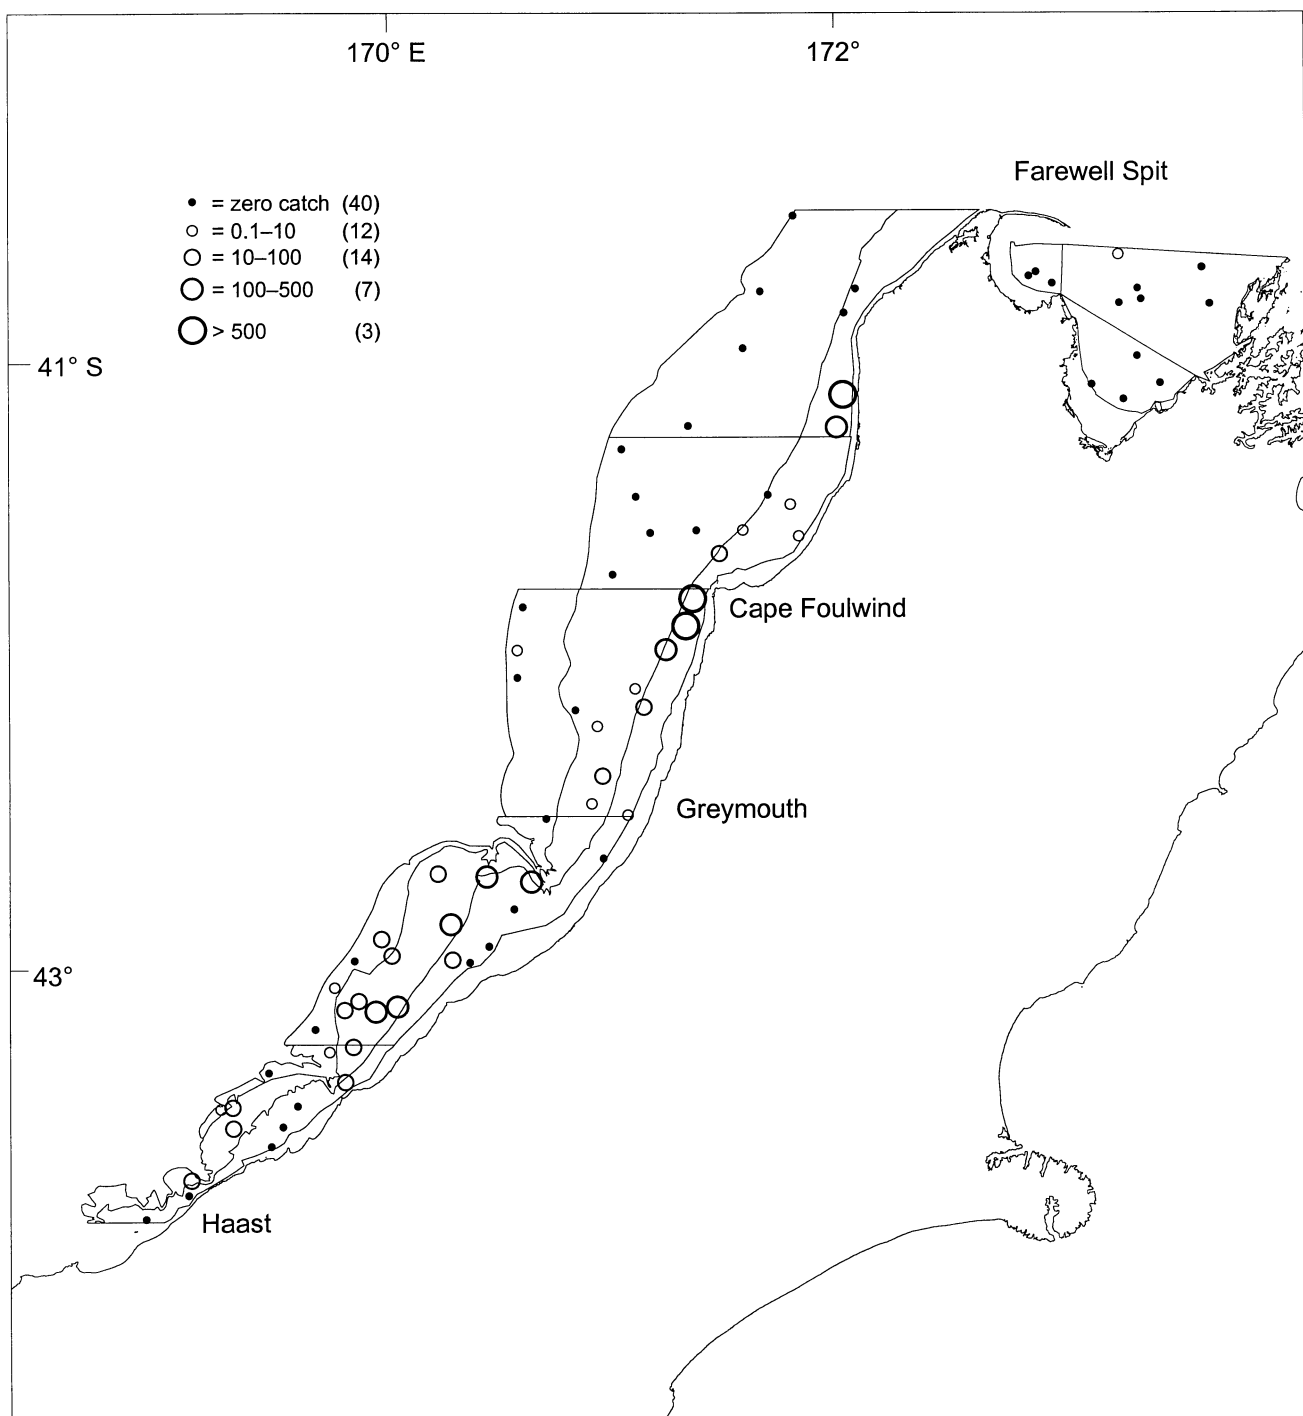 170° E
172°
Farewell Spit
= zero catch (40)
= 0.1–10 (12)
= 10–100 (14)
= 100–500 (7)
> 500 (3)
41° S
Cape Foulwind
Greymouth
43°
Haast